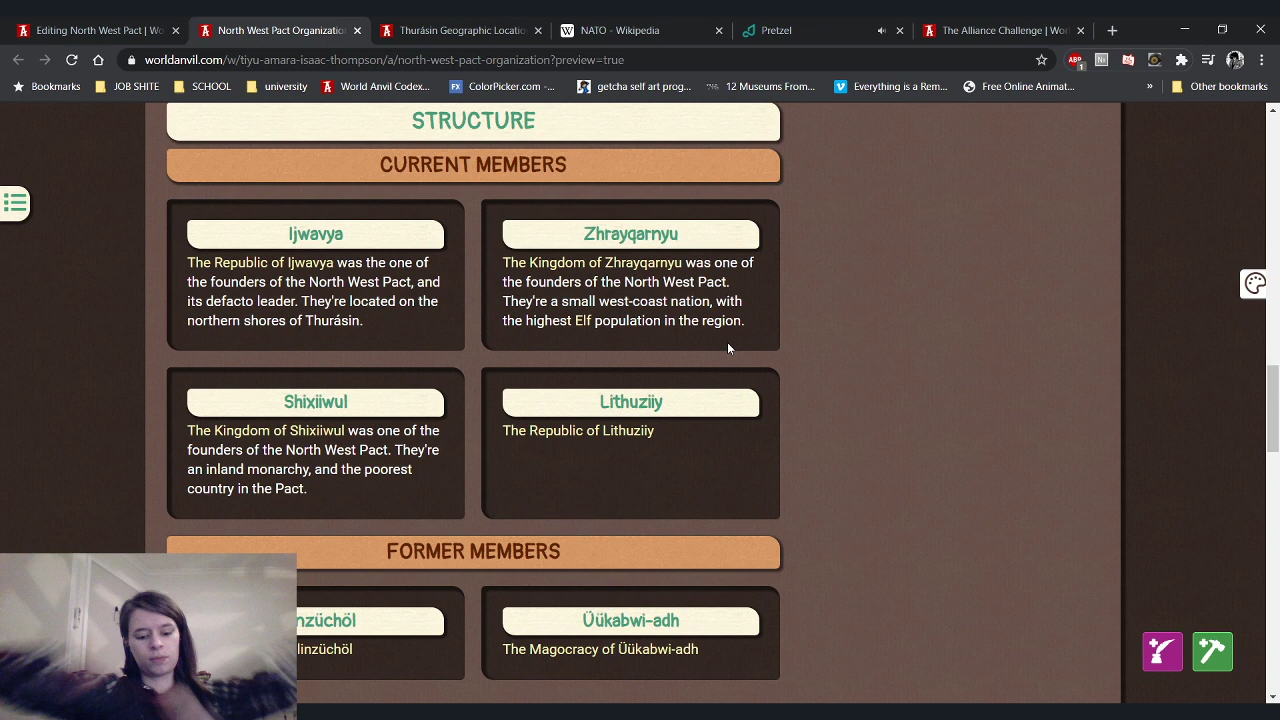 Editing North West Pact | Wo
North West Pact Organization
Thurásin Geographic Locatio
NATO - Wikipedia
Pretzel
The Alliance Challenge | Worl
worldanvil.com/w/tiyu-amara-isaac-thompson/a/north-west-pact-organization?preview=true
Bookmarks
JOB SHITE
SCHOOL
university
World Anvil Codex...
ColorPicker.com -...
getcha self art prog...
12 Museums From...
Everything is a Rem...
Free Online Animat...
Other bookmarks
STRUCTURE
CURRENT MEMBERS
Ijwavya
The Republic of Ijwavya was the one of
the founders of the North West Pact, and
its defacto leader. They're located on the
northern shores of Thurásin.
Zhrayqarnyu
The Kingdom of Zhrayqarnyu was one of
the founders of the North West Pact.
They're a small west-coast nation, with
the highest Elf population in the region.
Shixiiwul
The Kingdom of Shixiiwul was one of the
founders of the North West Pact. They're
an inland monarchy, and the poorest
country in the Pact.
Lithuziiy
The Republic of Lithuziiy
FORMER MEMBERS
nzüchöl
linzüchöl
Üükabwi-adh
The Magocracy of Üükabwi-adh